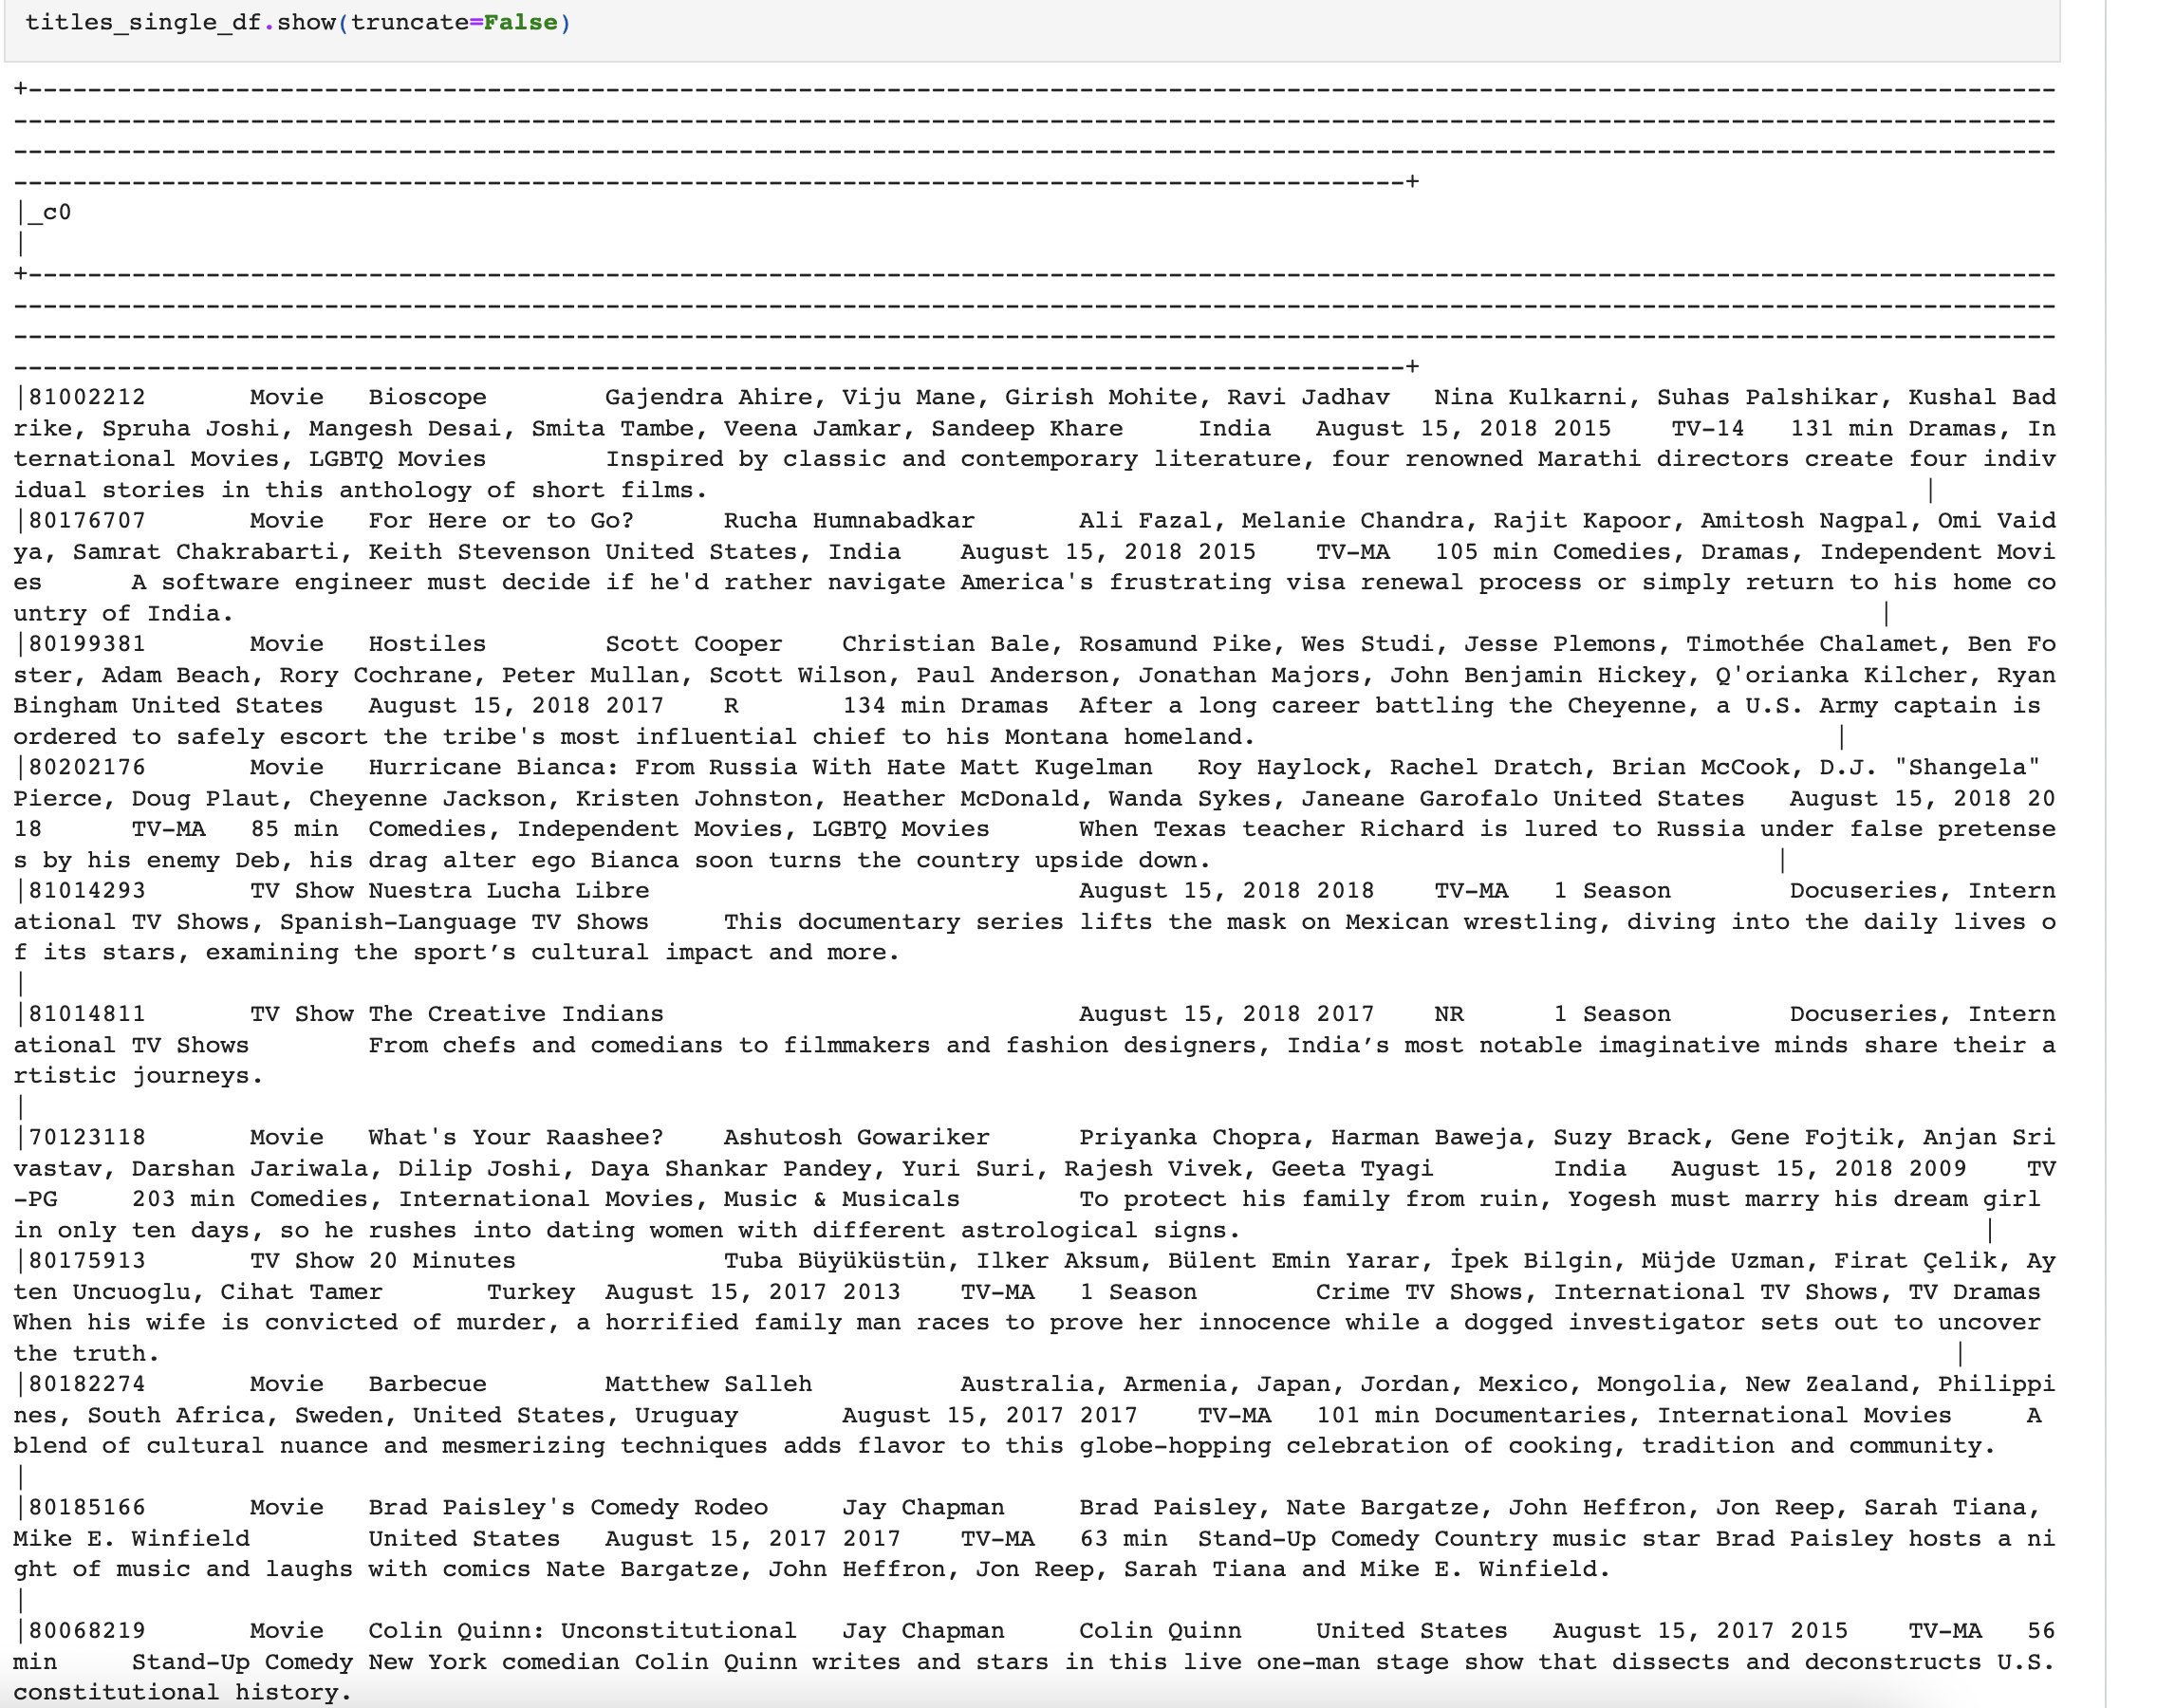 titles_single_df.show(truncate=False)
+------------------------------------------------------------------------------------------------------------------------------------------
-------------------------------------------------------------------------------------------------------------------------------------------
-------------------------------------------------------------------------------------------------------------------------------------------
----------------------------------------------------------------------------------------------+
|_c0
|
+------------------------------------------------------------------------------------------------------------------------------------------
-------------------------------------------------------------------------------------------------------------------------------------------
-------------------------------------------------------------------------------------------------------------------------------------------
----------------------------------------------------------------------------------------------+
|81002212       Movie   Bioscope        Gajendra Ahire, Viju Mane, Girish Mohite, Ravi Jadhav   Nina Kulkarni, Suhas Palshikar, Kushal Bad
rike, Spruha Joshi, Mangesh Desai, Smita Tambe, Veena Jamkar, Sandeep Khare     India   August 15, 2018 2015    TV-14   131 min Dramas, In
ternational Movies, LGBTQ Movies        Inspired by classic and contemporary literature, four renowned Marathi directors create four indiv
idual stories in this anthology of short films.                                                                                  |
|80176707       Movie   For Here or to Go?      Rucha Humnabadkar       Ali Fazal, Melanie Chandra, Rajit Kapoor, Amitosh Nagpal, Omi Vaid
ya, Samrat Chakrabarti, Keith Stevenson United States, India    August 15, 2018 2015    TV-MA   105 min Comedies, Dramas, Independent Movi
es      A software engineer must decide if he'd rather navigate America's frustrating visa renewal process or simply return to his home co
untry of India.                                                                                                               |
|80199381       Movie   Hostiles        Scott Cooper    Christian Bale, Rosamund Pike, Wes Studi, Jesse Plemons, Timothée Chalamet, Ben Fo
ster, Adam Beach, Rory Cochrane, Peter Mullan, Scott Wilson, Paul Anderson, Jonathan Majors, John Benjamin Hickey, Q'orianka Kilcher, Ryan
Bingham United States   August 15, 2018 2017    R       134 min Dramas  After a long career battling the Cheyenne, a U.S. Army captain is
ordered to safely escort the tribe's most influential chief to his Montana homeland.                                       |
|80202176       Movie   Hurricane Bianca: From Russia With Hate Matt Kugelman   Roy Haylock, Rachel Dratch, Brian McCook, D.J. "Shangela"
Pierce, Doug Plaut, Cheyenne Jackson, Kristen Johnston, Heather McDonald, Wanda Sykes, Janeane Garofalo United States   August 15, 2018 20
18      TV-MA   85 min  Comedies, Independent Movies, LGBTQ Movies      When Texas teacher Richard is lured to Russia under false pretense
s by his enemy Deb, his drag alter ego Bianca soon turns the country upside down.                                      |
|81014293       TV Show Nuestra Lucha Libre                             August 15, 2018 2018    TV-MA   1 Season        Docuseries, Intern
ational TV Shows, Spanish-Language TV Shows     This documentary series lifts the mask on Mexican wrestling, diving into the daily lives o
f its stars, examining the sport’s cultural impact and more.
|
|81014811       TV Show The Creative Indians                            August 15, 2018 2017    NR      1 Season        Docuseries, Intern
ational TV Shows        From chefs and comedians to filmmakers and fashion designers, India’s most notable imaginative minds share their a
rtistic journeys.
|
|70123118       Movie   What's Your Raashee?    Ashutosh Gowariker      Priyanka Chopra, Harman Baweja, Suzy Brack, Gene Fojtik, Anjan Sri
vastav, Darshan Jariwala, Dilip Joshi, Daya Shankar Pandey, Yuri Suri, Rajesh Vivek, Geeta Tyagi        India   August 15, 2018 2009    TV
-PG     203 min Comedies, International Movies, Music & Musicals        To protect his family from ruin, Yogesh must marry his dream girl
in only ten days, so he rushes into dating women with different astrological signs.                                                  |
|80175913       TV Show 20 Minutes              Tuba Büyüküstün, Ilker Aksum, Bülent Emin Yarar, İpek Bilgin, Müjde Uzman, Firat Çelik, Ay
ten Uncuoglu, Cihat Tamer       Turkey  August 15, 2017 2013    TV-MA   1 Season        Crime TV Shows, International TV Shows, TV Dramas
When his wife is convicted of murder, a horrified family man races to prove her innocence while a dogged investigator sets out to uncover
the truth.                                                                                                                         |
|80182274       Movie   Barbecue        Matthew Salleh          Australia, Armenia, Japan, Jordan, Mexico, Mongolia, New Zealand, Philippi
nes, South Africa, Sweden, United States, Uruguay       August 15, 2017 2017    TV-MA   101 min Documentaries, International Movies     A
blend of cultural nuance and mesmerizing techniques adds flavor to this globe-hopping celebration of cooking, tradition and community.
|
|80185166       Movie   Brad Paisley's Comedy Rodeo     Jay Chapman     Brad Paisley, Nate Bargatze, John Heffron, Jon Reep, Sarah Tiana,
Mike E. Winfield        United States   August 15, 2017 2017    TV-MA   63 min  Stand-Up Comedy Country music star Brad Paisley hosts a ni
ght of music and laughs with comics Nate Bargatze, John Heffron, Jon Reep, Sarah Tiana and Mike E. Winfield.
|
|80068219       Movie   Colin Quinn: Unconstitutional   Jay Chapman     Colin Quinn     United States   August 15, 2017 2015    TV-MA   56
min     Stand-Up Comedy New York comedian Colin Quinn writes and stars in this live one-man stage show that dissects and deconstructs U.S.
constitutional history.